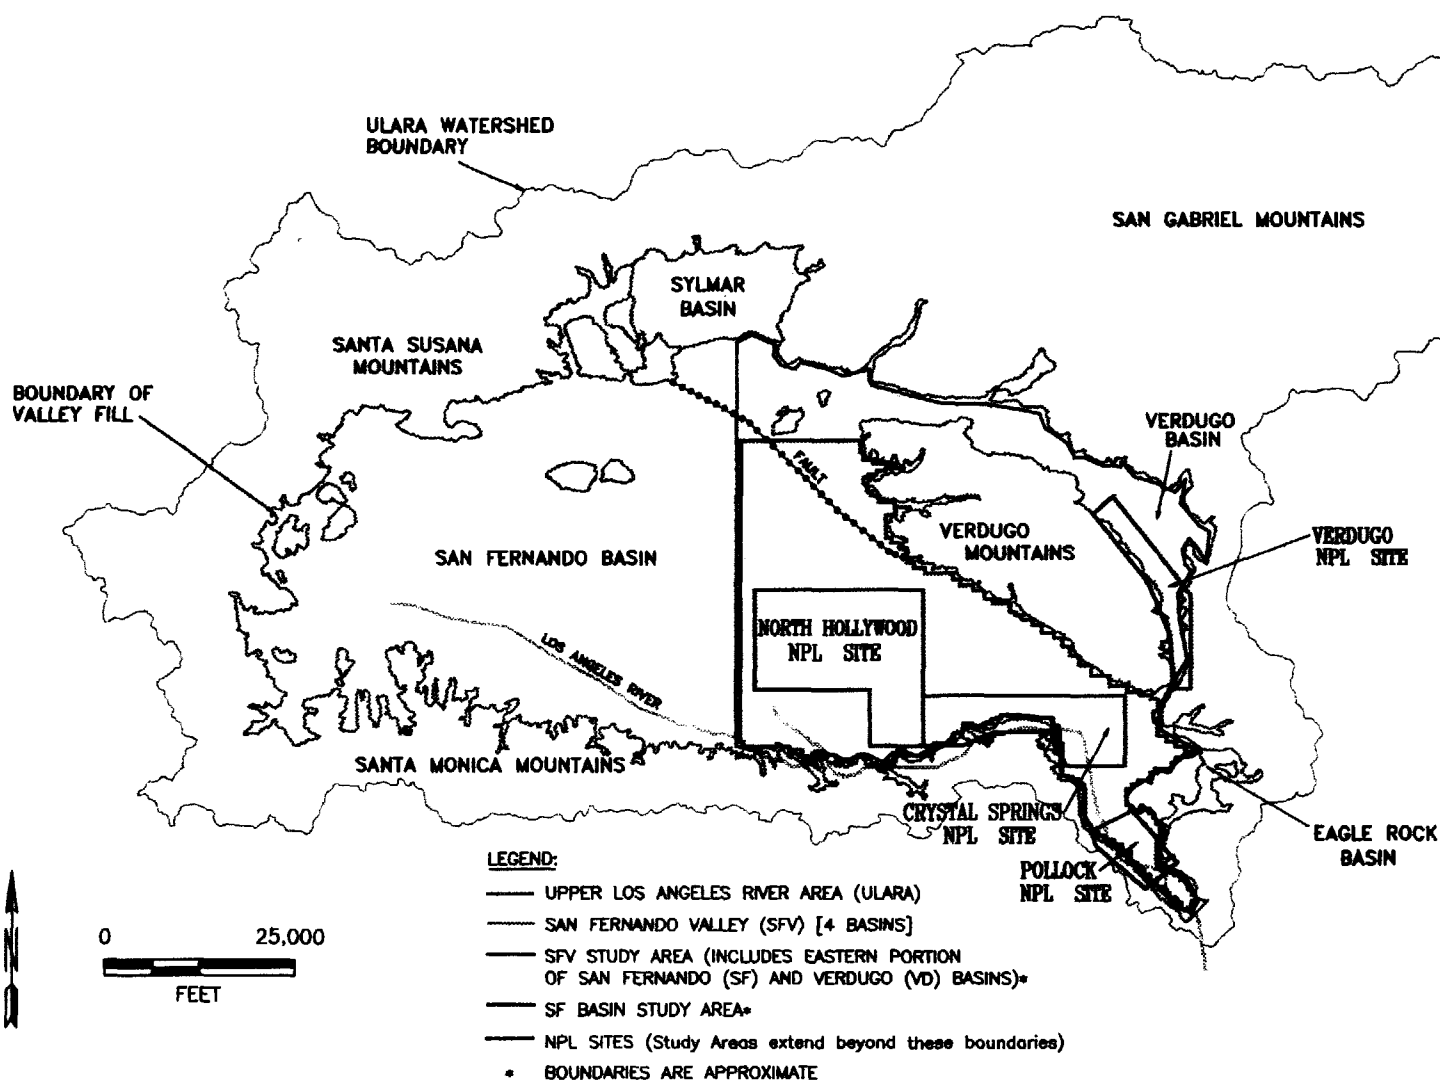 ULARA WATERSHED
BOUNDARY
SAN GABRIEL MOUNTAINS
SYLMAR
BASIN
SANTA SUSANA
MOUNTAINS
BOUNDARY OF
VALLEY FILL
VERDUGO
BASIN
FAULT
VERDUGO
MOUNTAINS
VERDUGO
NPL SITE
SAN FERNANDO BASIN
NORTH HOLLYWOOD
NPL SITE
LOS ANGELES RIVER
SANTA MONICA MOUNTAINS
CRYSTAL SPRINGS
NPL SITE
EAGLE ROCK
BASIN
POLLOCK
NPL SITE
N
0 25,000
FEET
LEGEND:
UPPER LOS ANGELES RIVER AREA (ULARA)
SAN FERNANDO VALLEY (SFV) [4 BASINS]
SFV STUDY AREA (INCLUDES EASTERN PORTION
OF SAN FERNANDO (SF) AND VERDUGO (VD) BASINS)*
SF BASIN STUDY AREA*
NPL SITES (Study Areas extend beyond these boundaries)
* BOUNDARIES ARE APPROXIMATE